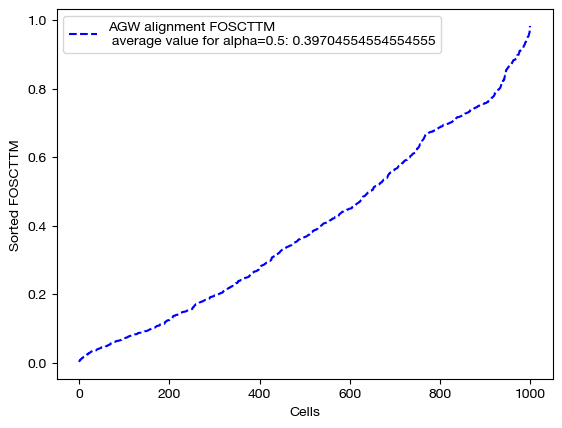 AGW alignment FOSCTTM
average value for alpha=0.5: 0.39704554554554555
1.0
0.8
0.6
0.4
0.2
0.0
Sorted FOSCTTM
0 200 400 600 800 1000
Cells